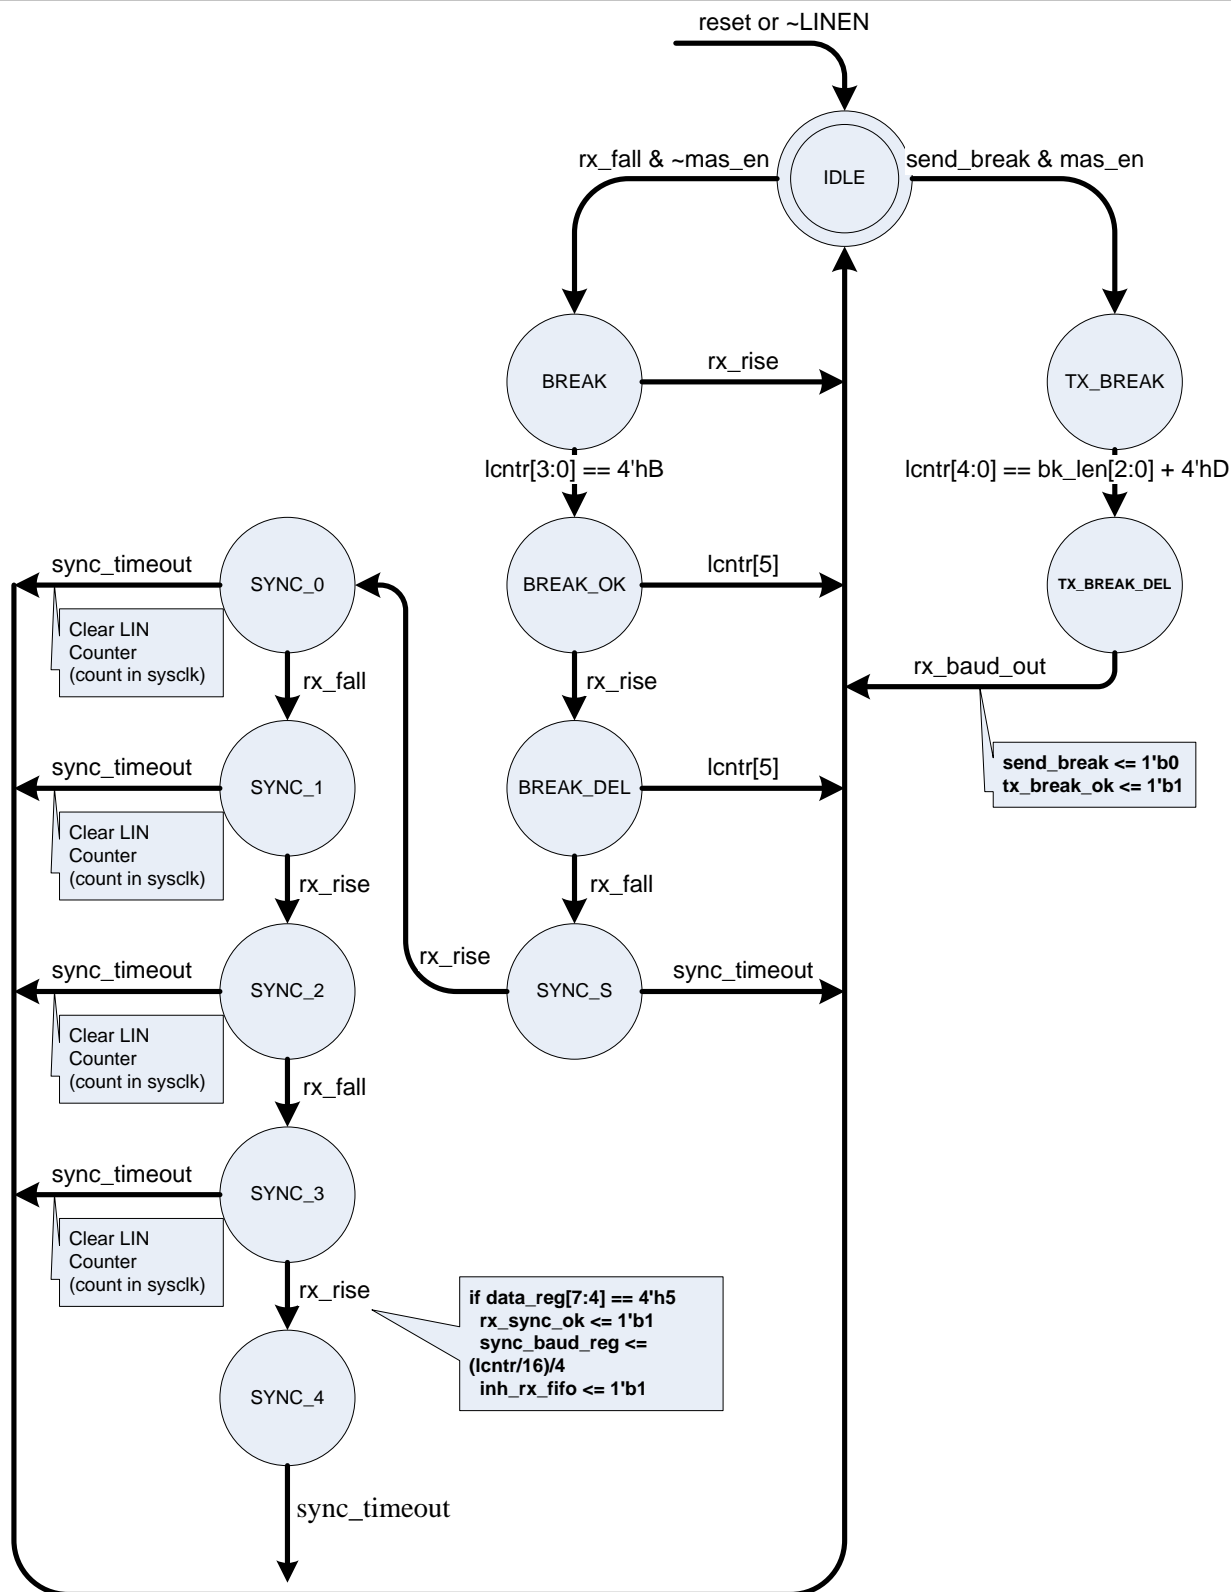 reset or ~LINEN
rx_fall & ~mas_en
IDLE
send_break & mas_en
BREAK
rx_rise
TX_BREAK
lcntr[3:0] == 4'hB
lcntr[4:0] == bk_len[2:0] + 4'hD
sync_timeout
SYNC_0
BREAK_OK
lcntr[5]
TX_BREAK_DEL
Clear LIN
Counter
(count in sysclk)
rx_fall
rx_rise
rx_baud_out
sync_timeout
SYNC_1
BREAK_DEL
lcntr[5]
send_break <= 1'b0
tx_break_ok <= 1'b1
Clear LIN
Counter
(count in sysclk)
rx_rise
rx_fall
sync_timeout
SYNC_2
rx_rise
SYNC_S
sync_timeout
Clear LIN
Counter
(count in sysclk)
rx_fall
sync_timeout
SYNC_3
Clear LIN
Counter
(count in sysclk)
rx_rise
if data_reg[7:4] == 4'h5
rx_sync_ok <= 1'b1
sync_baud_reg <=
(lcntr/16)/4
inh_rx_fifo <= 1'b1
SYNC_4
sync_timeout